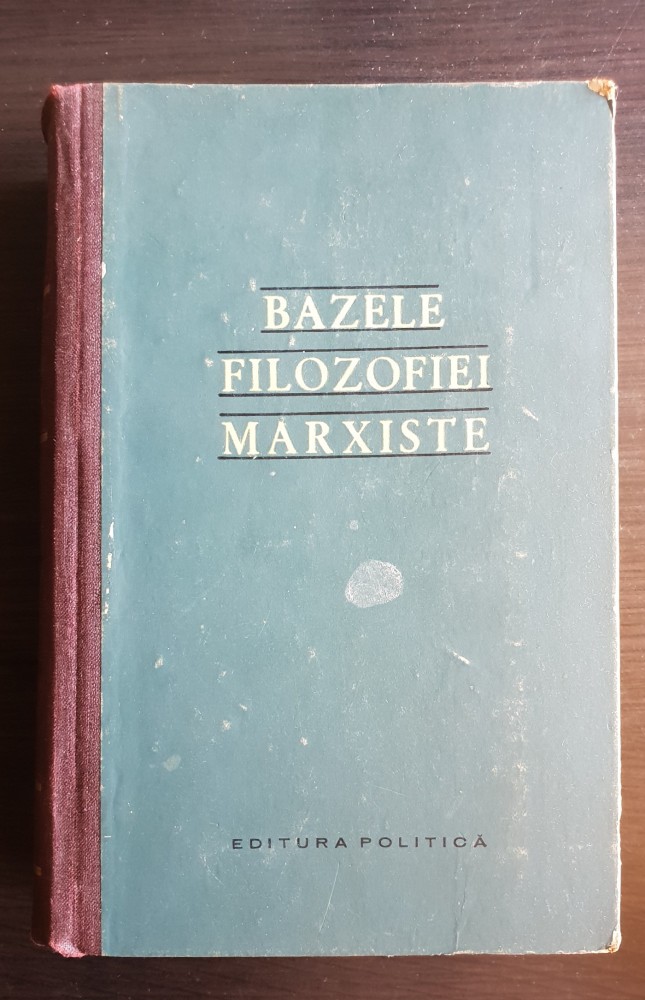 BAZELE
FILOZOFIEI
MARXISTE
EDITURA POLITICĂ